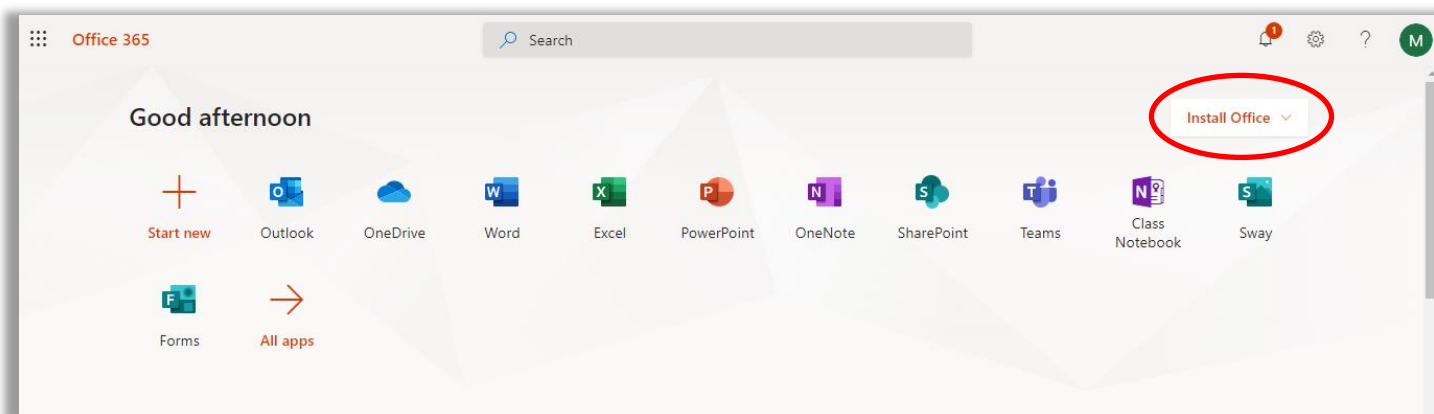 Office 365
Search
1
M
Good afternoon
Install Office
Start new
Outlook
OneDrive
Word
Excel
PowerPoint
OneNote
SharePoint
Teams
Class
Notebook
Sway
Forms
All apps